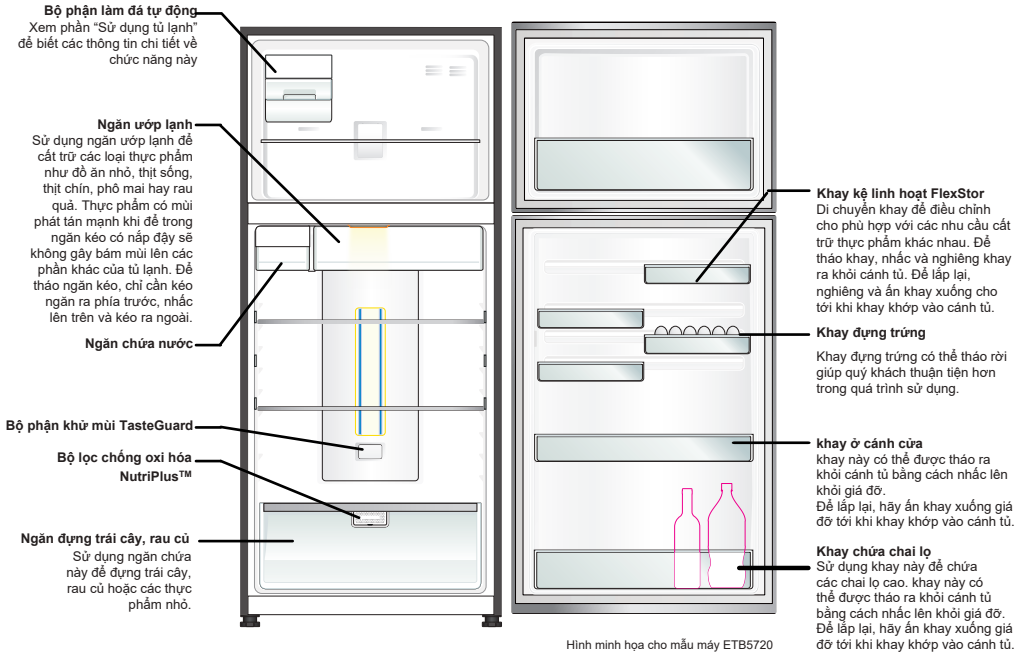 Bộ phận làm đá tự động
Xem phần “Sử dụng tủ lạnh”
để biết các thông tin chi tiết về
chức năng này
Ngăn ướp lạnh
Sử dụng ngăn ướp lạnh để
cất trữ các loại thực phẩm
như đồ ăn nhỏ, thịt sống,
thịt chín, phô mai hay rau
quả. Thực phẩm có mùi
phát tán mạnh khi để trong
ngăn kéo có nắp đậy sẽ
không gây bám mùi lên các
phần khác của tủ lạnh. Để
tháo ngăn kéo, chỉ cần kéo
ngăn ra phía trước, nhấc
lên trên và kéo ra ngoài.
Ngăn chứa nước
Bộ phận khử mùi TasteGuard
Bộ lọc chống oxi hóa
NutriPlus™
Ngăn đựng trái cây, rau củ
Sử dụng ngăn chứa
này để đựng trái cây,
rau củ hoặc các thực
phẩm nhỏ.
Khay kệ linh hoạt FlexStor
Di chuyển khay để điều chỉnh
cho phù hợp với các nhu cầu cất
trữ thực phẩm khác nhau. Để
tháo khay, nhấc và nghiêng khay
ra khỏi cánh tủ. Để lắp lại,
nghiêng và ấn khay xuống cho
tới khi khay khớp vào cánh tủ.
Khay đựng trứng
Khay đựng trứng có thể tháo rời
giúp quý khách thuận tiện hơn
trong quá trình sử dụng.
khay ở cánh cửa
khay này có thể được tháo ra
khỏi cánh tủ bằng cách nhấc lên
khỏi giá đỡ.
Để lắp lại, hãy ấn khay xuống giá
đỡ tới khi khay khớp vào cánh tủ.
Khay chứa chai lọ
Sử dụng khay này để chứa
các chai lọ cao. khay này có
thể được tháo ra khỏi cánh tủ
bằng cách nhấc lên khỏi giá đỡ.
Để lắp lại, hãy ấn khay xuống giá
đỡ tới khi khay khớp vào cánh tủ.
Hình minh họa cho mẫu máy ETB5720